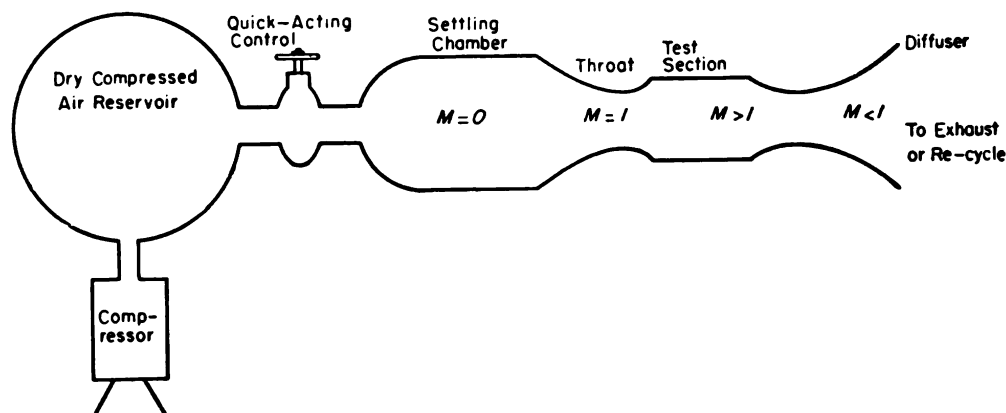 Quick-Acting
Control
Settling
Chamber
Throat
Test
Section
Diffuser
Dry Compressed
Air Reservoir
M=0
M=1
M>1
M<1
To Exhaust
or Re-cycle
Comp-
ressor